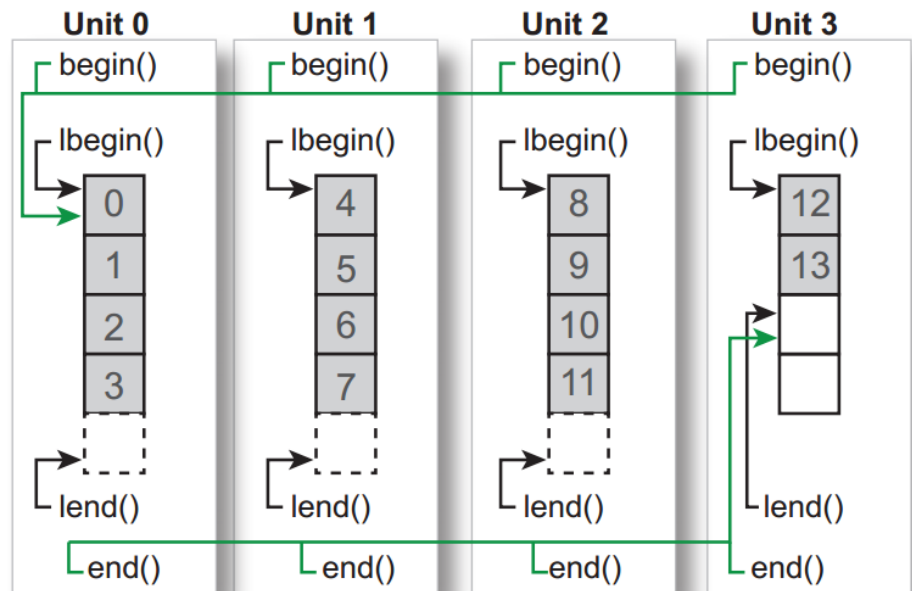 Unit 0 Unit 1 Unit 2 Unit 3
begin() begin() begin() begin()
lbegin() lbegin() lbegin() lbegin()
0 4 8 12
1 5 9 13
2 6 10
3 7 11
lend() lend() lend() lend()
end() end() end() end()